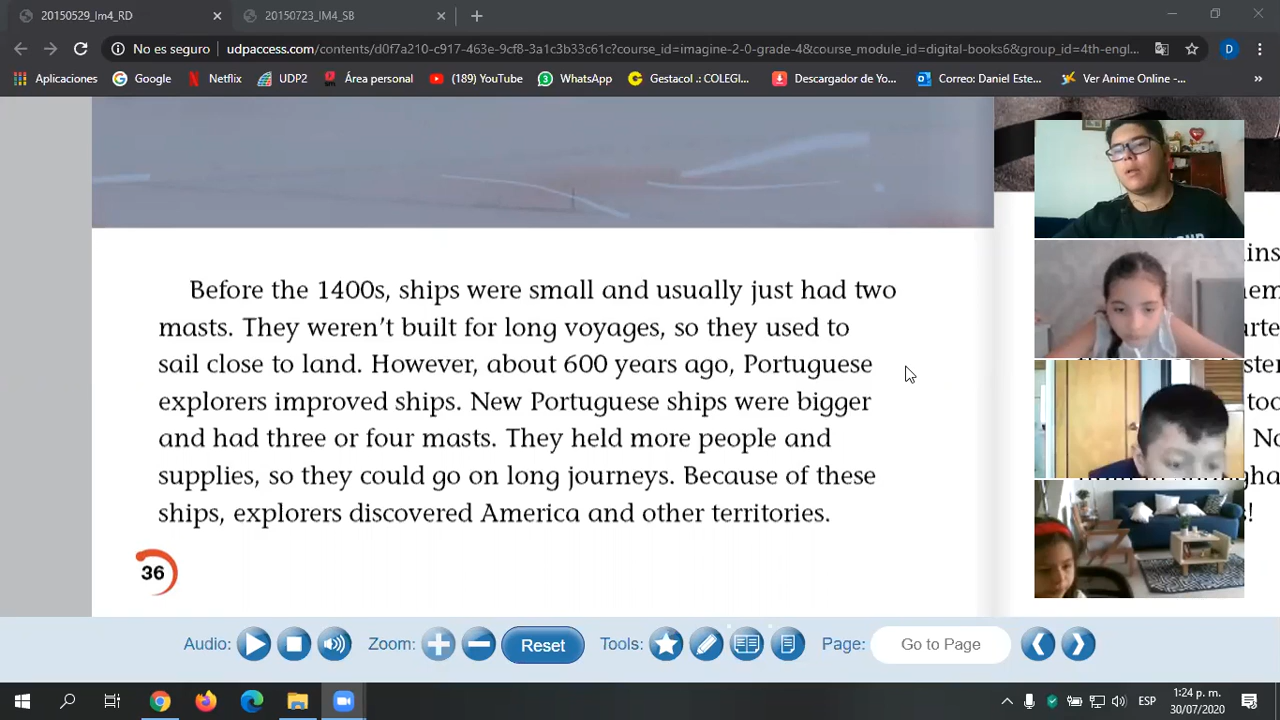 20150529_Im4_RD
20150723_IM4_SB
No es seguro
udpaccess.com/contents/d0f7a210-c917-463e-9cf8-3a1c3b33c61c?course_id=imagine-2-0-grade-4&course_module_id=digital-books6&group_id=4th-engl...
D
Aplicaciones Google Netflix UDP2 Área personal (189) YouTube WhatsApp Gestacol .: COLEGI... Descargador de Yo... Correo: Daniel Este... Ver Anime Online -... »
Before the 1400s, ships were small and usually just had two
masts. They weren't built for long voyages, so they used to
sail close to land. However, about 600 years ago, Portuguese
explorers improved ships. New Portuguese ships were bigger
and had three or four masts. They held more people and
supplies, so they could go on long journeys. Because of these
ships, explorers discovered America and other territories.
36
Audio: Zoom: Reset Tools: Page: Go to Page
ESP
1:24 p. m.
30/07/2020